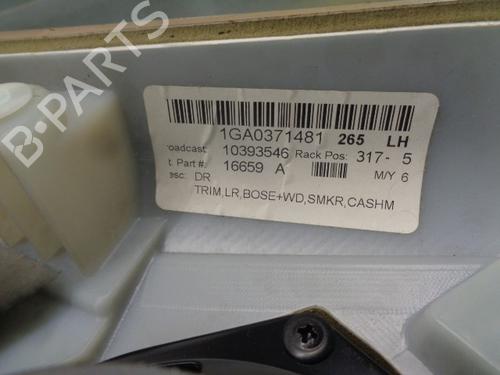 B-PARTS
1GA0371481 265 LH
roadcast: 10393546 Rack Pos: 317- 5
t. Part #: 16659 A M/Y 6
esc: DR
TRIM,LR,BOSE+WD,SMKR,CASHM